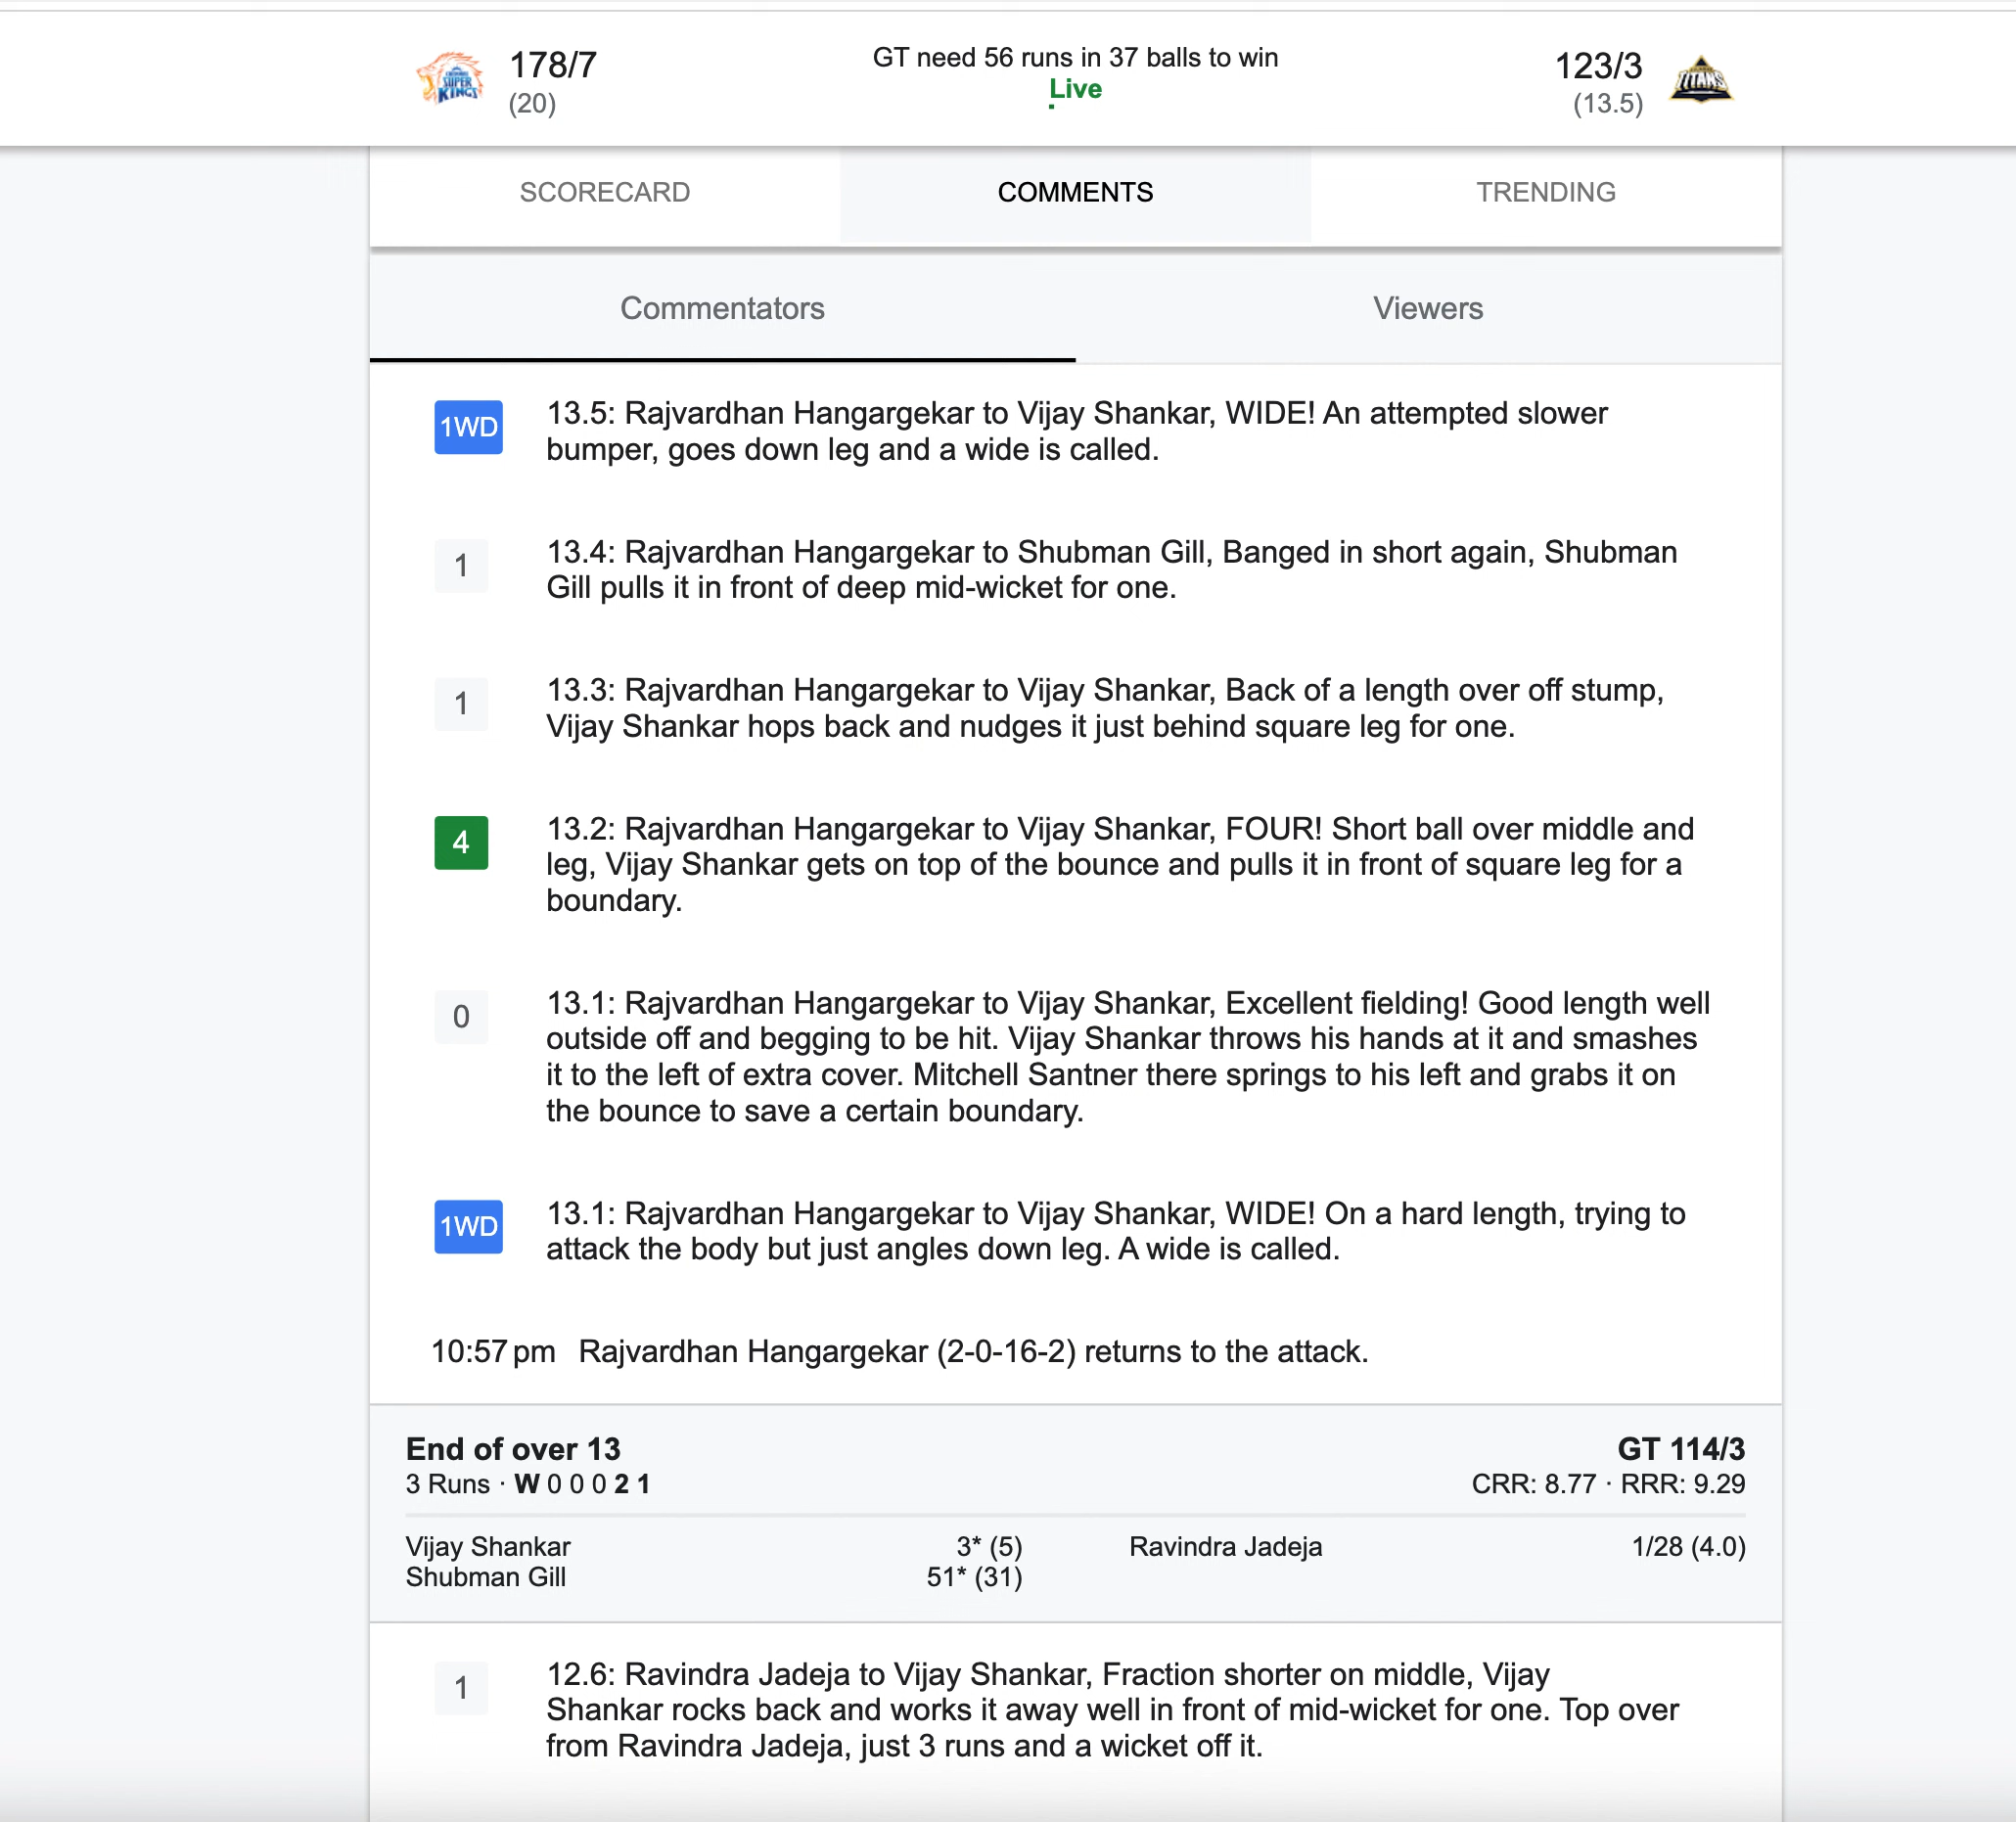 SUPER
KINGS
178/7
(20)
GT need 56 runs in 37 balls to win
Live
123/3
(13.5)
TITANS
SCORECARD
COMMENTS
TRENDING
Commentators
Viewers
1WD
13.5: Rajvardhan Hangargekar to Vijay Shankar, WIDE! An attempted slower
bumper, goes down leg and a wide is called.
1
13.4: Rajvardhan Hangargekar to Shubman Gill, Banged in short again, Shubman
Gill pulls it in front of deep mid-wicket for one.
1
13.3: Rajvardhan Hangargekar to Vijay Shankar, Back of a length over off stump,
Vijay Shankar hops back and nudges it just behind square leg for one.
4
13.2: Rajvardhan Hangargekar to Vijay Shankar, FOUR! Short ball over middle and
leg, Vijay Shankar gets on top of the bounce and pulls it in front of square leg for a
boundary.
0
13.1: Rajvardhan Hangargekar to Vijay Shankar, Excellent fielding! Good length well
outside off and begging to be hit. Vijay Shankar throws his hands at it and smashes
it to the left of extra cover. Mitchell Santner there springs to his left and grabs it on
the bounce to save a certain boundary.
1WD
13.1: Rajvardhan Hangargekar to Vijay Shankar, WIDE! On a hard length, trying to
attack the body but just angles down leg. A wide is called.
10:57 pm Rajvardhan Hangargekar (2-0-16-2) returns to the attack.
End of over 13
GT 114/3
3 Runs · W 0 0 0 2 1
CRR: 8.77 · RRR: 9.29
Vijay Shankar 3* (5)
Ravindra Jadeja 1/28 (4.0)
Shubman Gill 51* (31)
1
12.6: Ravindra Jadeja to Vijay Shankar, Fraction shorter on middle, Vijay
Shankar rocks back and works it away well in front of mid-wicket for one. Top over
from Ravindra Jadeja, just 3 runs and a wicket off it.